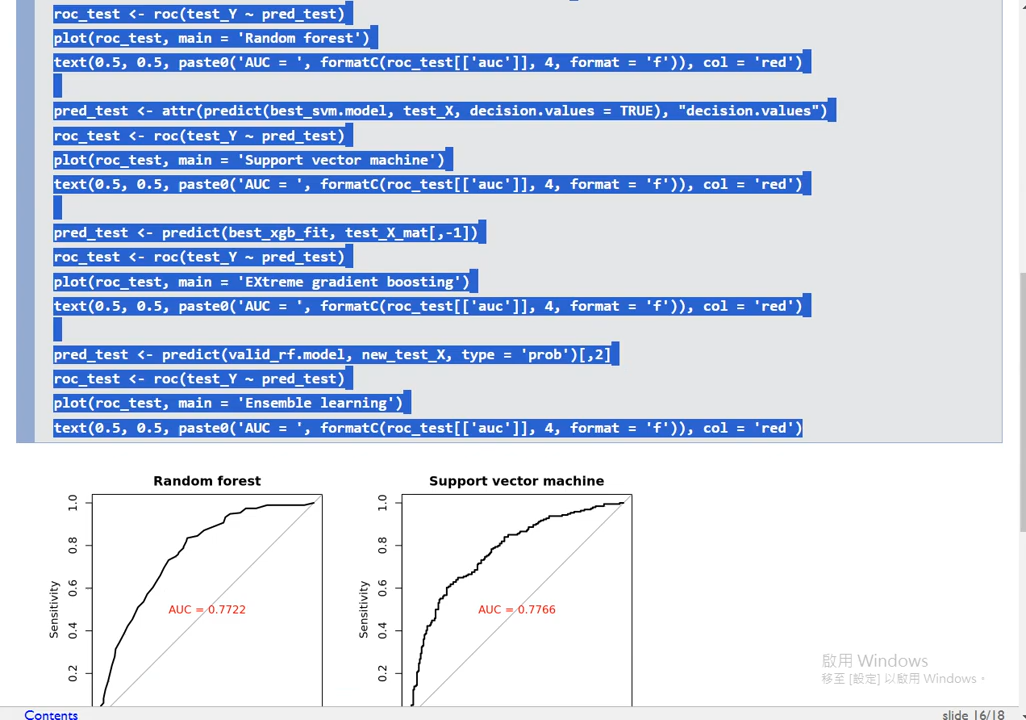 roc_test <- roc(test_Y ~ pred_test)
plot(roc_test, main = 'Random forest')
text(0.5, 0.5, paste0('AUC = ', formatC(roc_test[['auc']], 4, format = 'f')), col = 'red')
pred_test <- attr(predict(best_svm.model, test_X, decision.values = TRUE), "decision.values")
roc_test <- roc(test_Y ~ pred_test)
plot(roc_test, main = 'Support vector machine')
text(0.5, 0.5, paste0('AUC = ', formatC(roc_test[['auc']], 4, format = 'f')), col = 'red')
pred_test <- predict(best_xgb_fit, test_X_mat[,-1])
roc_test <- roc(test_Y ~ pred_test)
plot(roc_test, main = 'EXtreme gradient boosting')
text(0.5, 0.5, paste0('AUC = ', formatC(roc_test[['auc']], 4, format = 'f')), col = 'red')
pred_test <- predict(valid_rf.model, new_test_X, type = 'prob')[,2]
roc_test <- roc(test_Y ~ pred_test)
plot(roc_test, main = 'Ensemble learning')
text(0.5, 0.5, paste0('AUC = ', formatC(roc_test[['auc']], 4, format = 'f')), col = 'red')
Random forest
1.0
0.8
0.6
0.4
0.2
Sensitivity
AUC = 0.7722
Support vector machine
1.0
0.8
0.6
0.4
0.2
Sensitivity
AUC = 0.7766
啟用 Windows
移至 [設定] 以啟用 Windows。
Contents
slide 16/18